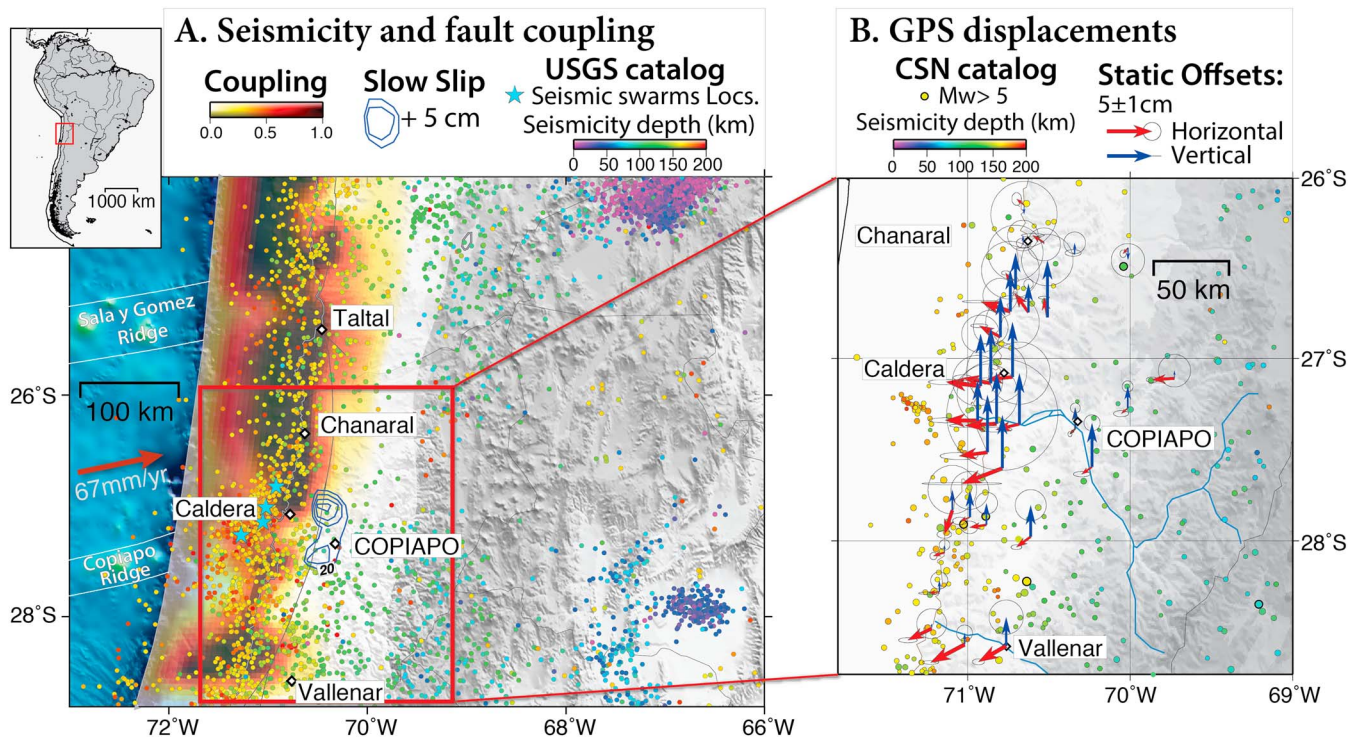 A. Seismicity and fault coupling
Coupling
0.0 0.5 1.0
Slow Slip
+ 5 cm
USGS catalog
Seismic swarms Locs.
Seismicity depth (km)
0 50 100 150 200
1000 km
Sala y Gomez
Ridge
Taltal
26°S
100 km
Chanaral
67mm/yr
Caldera
COPIAPO
Copiapo
Ridge
20
28°S
Vallenar
72°W 70°W 68°W 66°W
B. GPS displacements
CSN catalog
Mw> 5
Seismicity depth (km)
0 50 100 150 200
Static Offsets:
5±1cm
Horizontal
Vertical
26°S
Chanaral
50 km
27°S
Caldera
COPIAPO
28°S
Vallenar
71°W 70°W 69°W